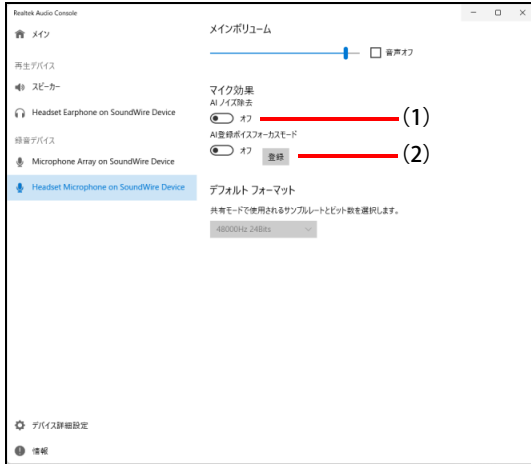 Realtek Audio Console
メイン
再生デバイス
スピーカー
Headset Earphone on SoundWire Device
録音デバイス
Microphone Array on SoundWire Device
Headset Microphone on SoundWire Device
デバイス詳細設定
情報
メインボリューム
音声オフ
マイク効果
AI ノイズ除去
オフ
(1)
AI登録ボイスフォーカスモード
オフ 登録
(2)
デフォルト フォーマット
共有モードで使用されるサンプルレートとビット数を選択します。
48000Hz 24Bits